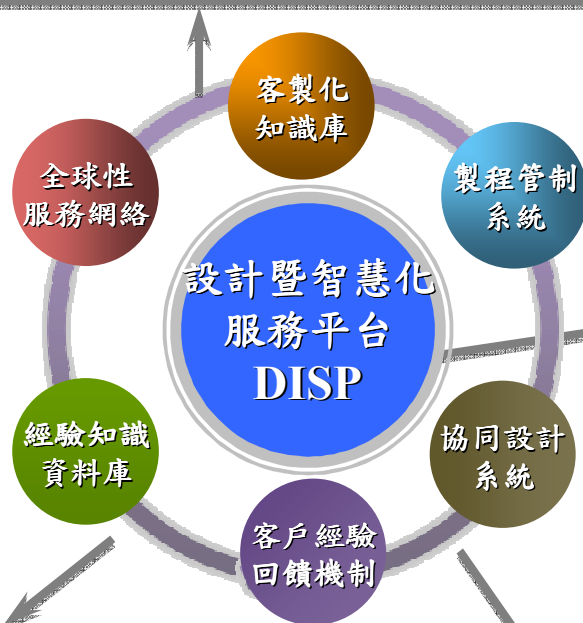 客製化
知識庫
全球性
服務網絡
製程管制
系統
設計暨智慧化
服務平台
DISP
經驗知識
資料庫
協同設計
系統
客戶經驗
回饋機制